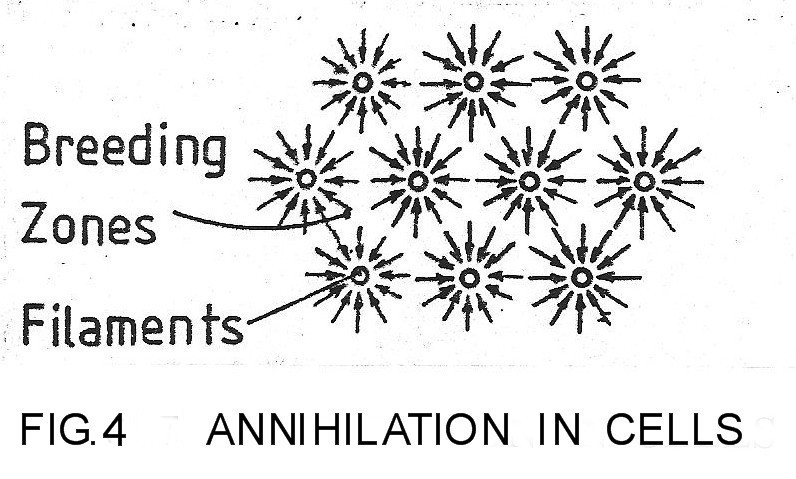 Breeding
Zones
Filaments
FIG.4 ANNIHILATION IN CELLS